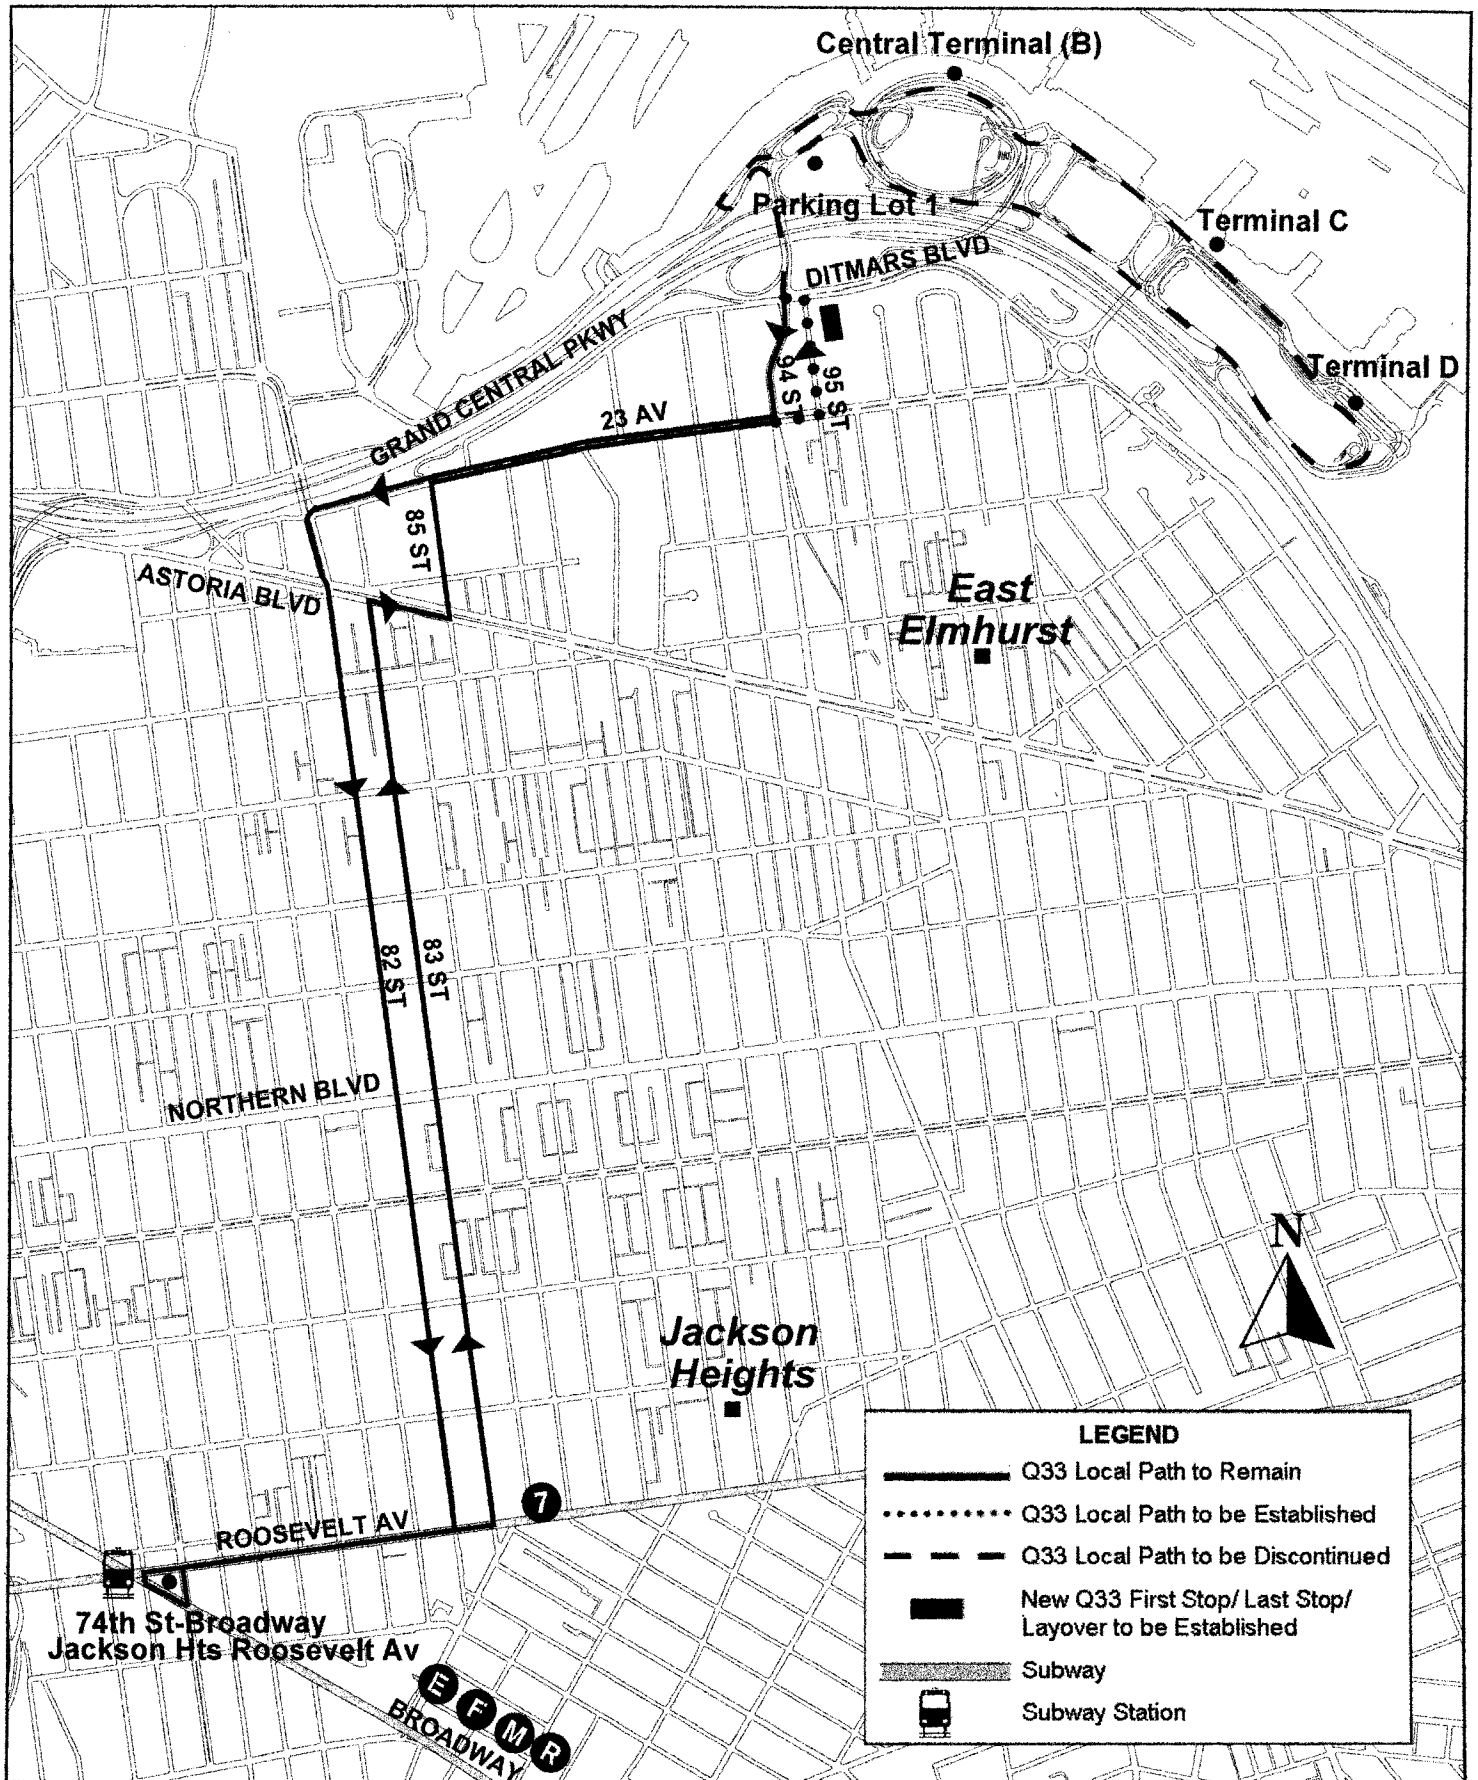 Central Terminal (B)
Parking Lot 1
Terminal C
DITMARS BLVD
Terminal D
GRAND CENTRAL PKWY
94 ST
95 ST
23 AV
85 ST
ASTORIA BLVD
East
Elmhurst
82 ST
83 ST
NORTHERN BLVD
N
Jackson
Heights
7
ROOSEVELT AV
74th St-Broadway
Jackson Hts Roosevelt Av
E F M R
BROADWAY
LEGEND
Q33 Local Path to Remain
Q33 Local Path to be Established
Q33 Local Path to be Discontinued
New Q33 First Stop/ Last Stop/
Layover to be Established
Subway
Subway Station